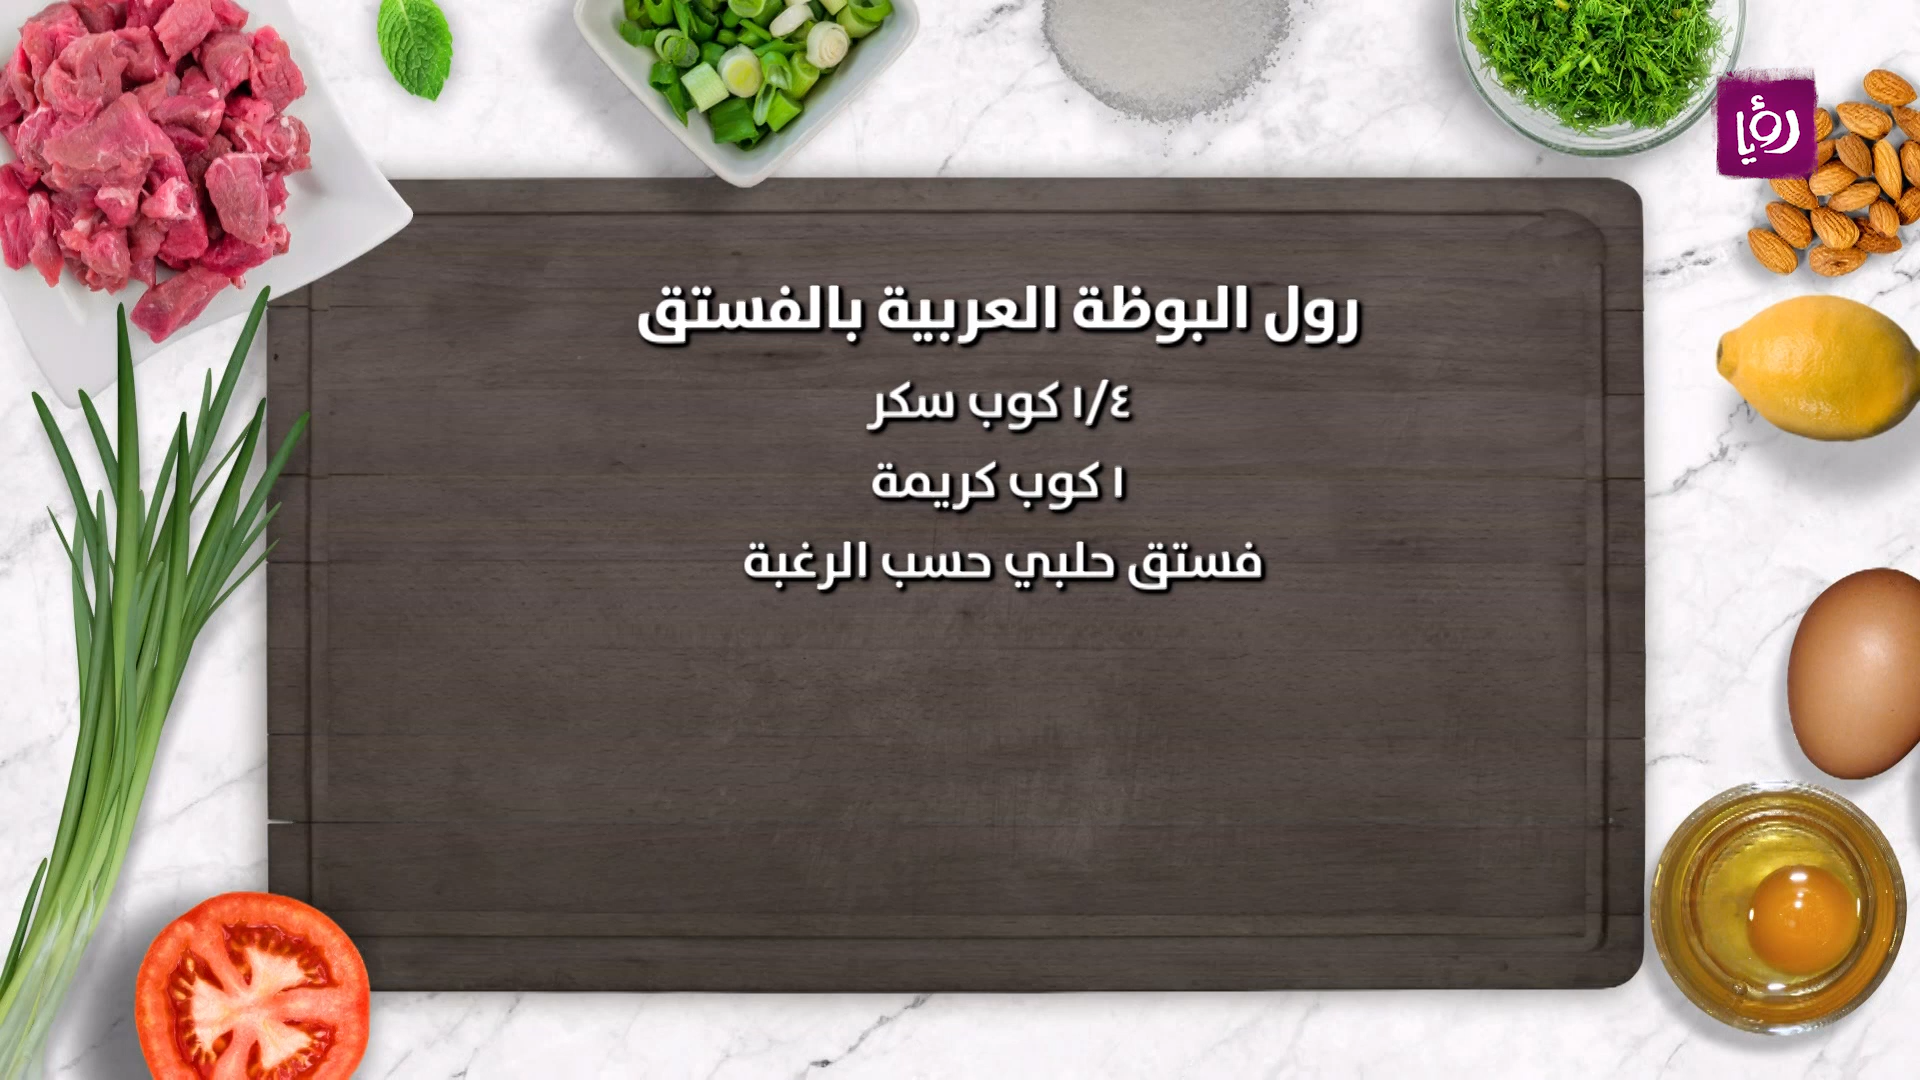 رؤيا
رول البوظة العربية بالفستق
١/٤ كوب سكر
١ كوب كريمة
فستق حلبي حسب الرغبة